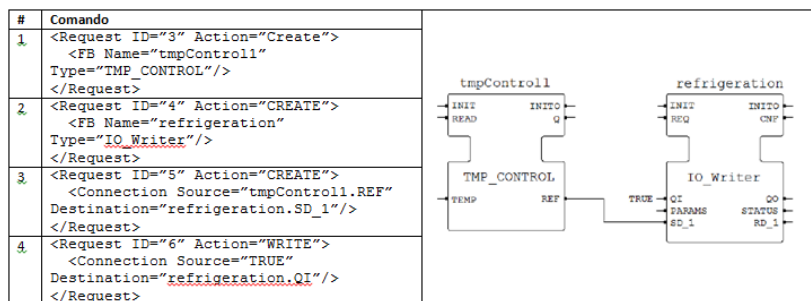 # Comando
1 <Request ID="3" Action="Create">
<FB Name="tmpControl1"
Type="TMP_CONTROL"/>
</Request>
2 <Request ID="4" Action="CREATE">
<FB Name="refrigeration"
Type="IO_Writer"/>
</Request>
3 <Request ID="5" Action="CREATE">
<Connection Source="tmpControl1.REF"
Destination="refrigeration.SD_1"/>
</Request>
4 <Request ID="6" Action="WRITE">
<Connection Source="TRUE"
Destination="refrigeration.QI"/>
</Request>
tmpControl1
INIT INITO
READ Q
TMP_CONTROL
TEMP REF
refrigeration
INIT INITO
REQ CNF
IO_Writer
TRUE QI QO
PARAMS STATUS
SD_1 RD_1